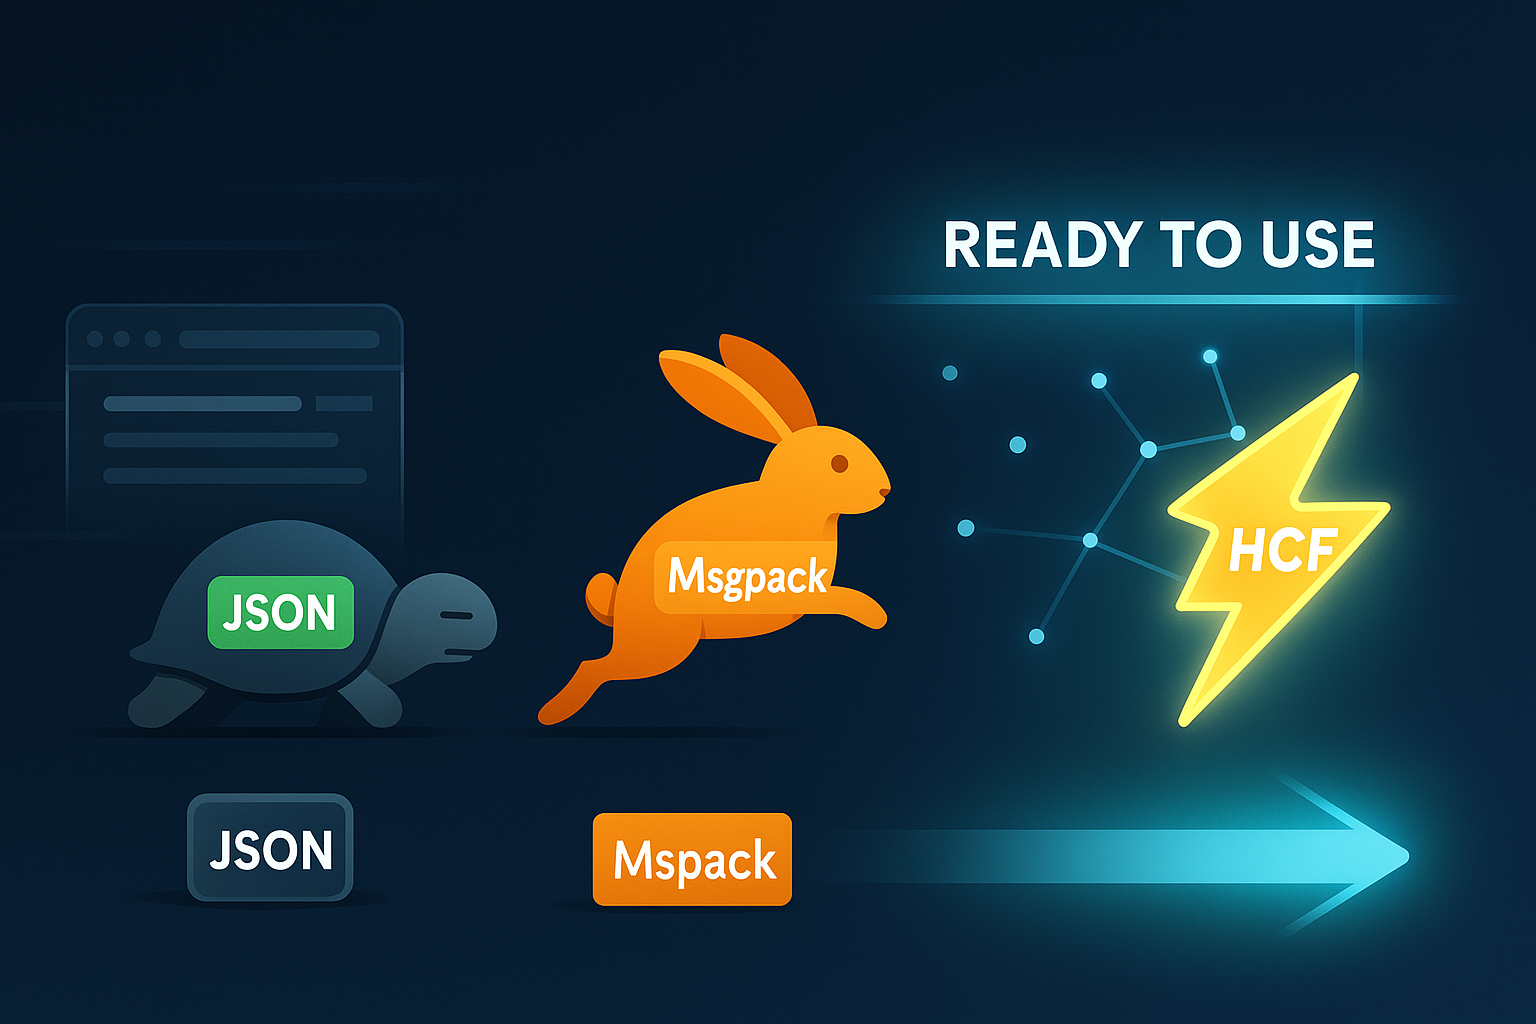 READY TO USE
JSON
Msgpack
HCF
JSON
Mspack